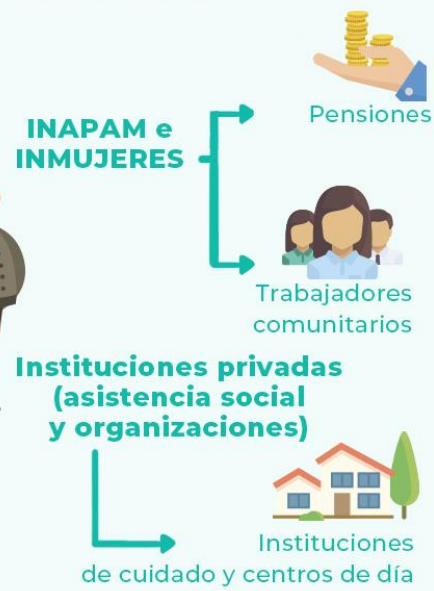 INAPAM e
INMUJERES
Pensiones
Trabajadores
comunitarios
Instituciones privadas
(asistencia social
y organizaciones)
Instituciones
de cuidado y centros de día